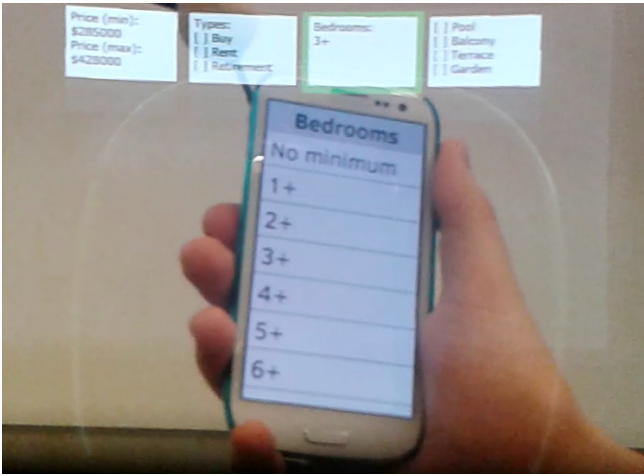 Price (min):
$285000
Price (max):
$428000
Types:
[ ] Buy
[ ] Rent
[ ] Retirement
Bedrooms:
3+
[ ] Pool
[ ] Balcony
[ ] Terrace
[ ] Garden
Bedrooms
No minimum
1+
2+
3+
4+
5+
6+